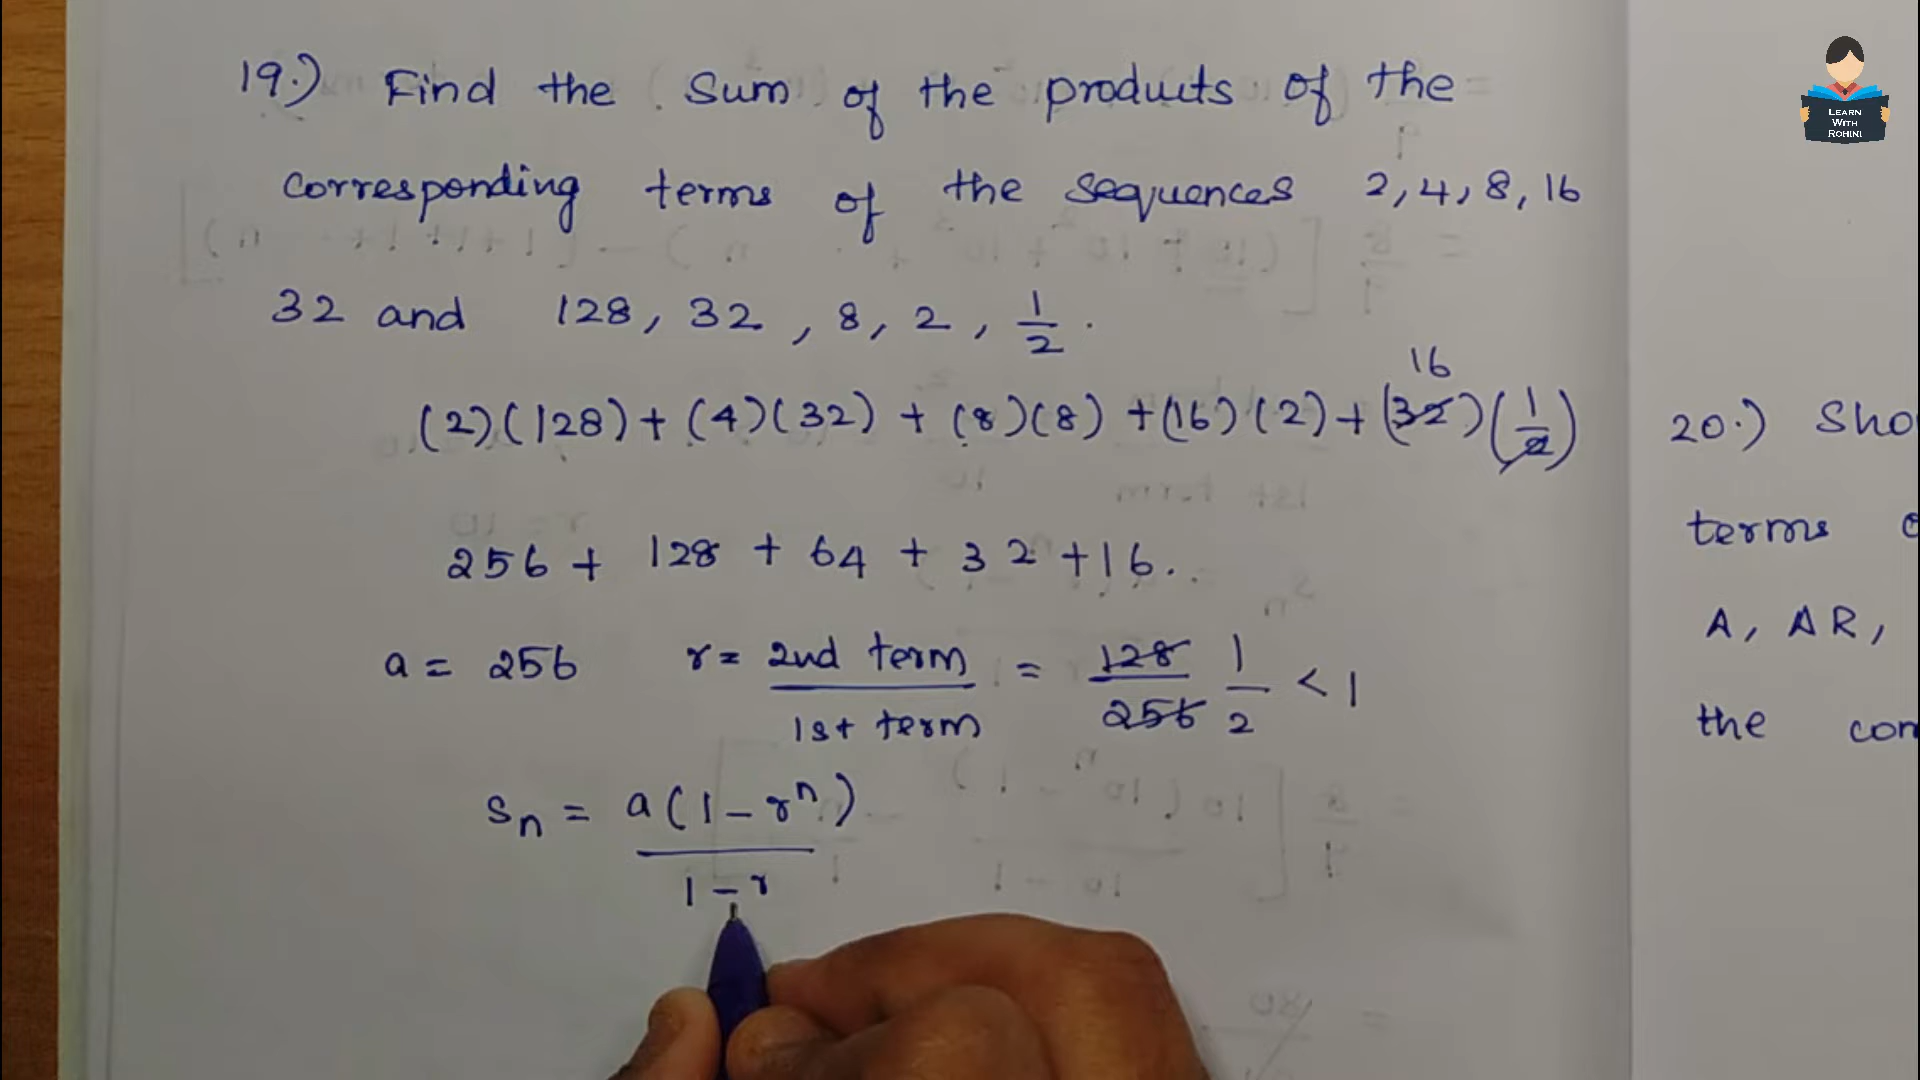 19.) Find the Sum of the products of the
corresponding terms of the sequences 2, 4, 8, 16
32 and 128, 32, 8, 2, 1/2.
(2)(128) + (4)(32) + (8)(8) + (16)(2) + (32)(1/2)
16
256 + 128 + 64 + 32 + 16.
a = 256 r = 2nd term / 1st term = 128/256 1/2 < 1
Sn = a(1 - r^n) / 1 - r
20.) Sho
terms
A, AR,
the con
LEARN
WITH
ROHINI